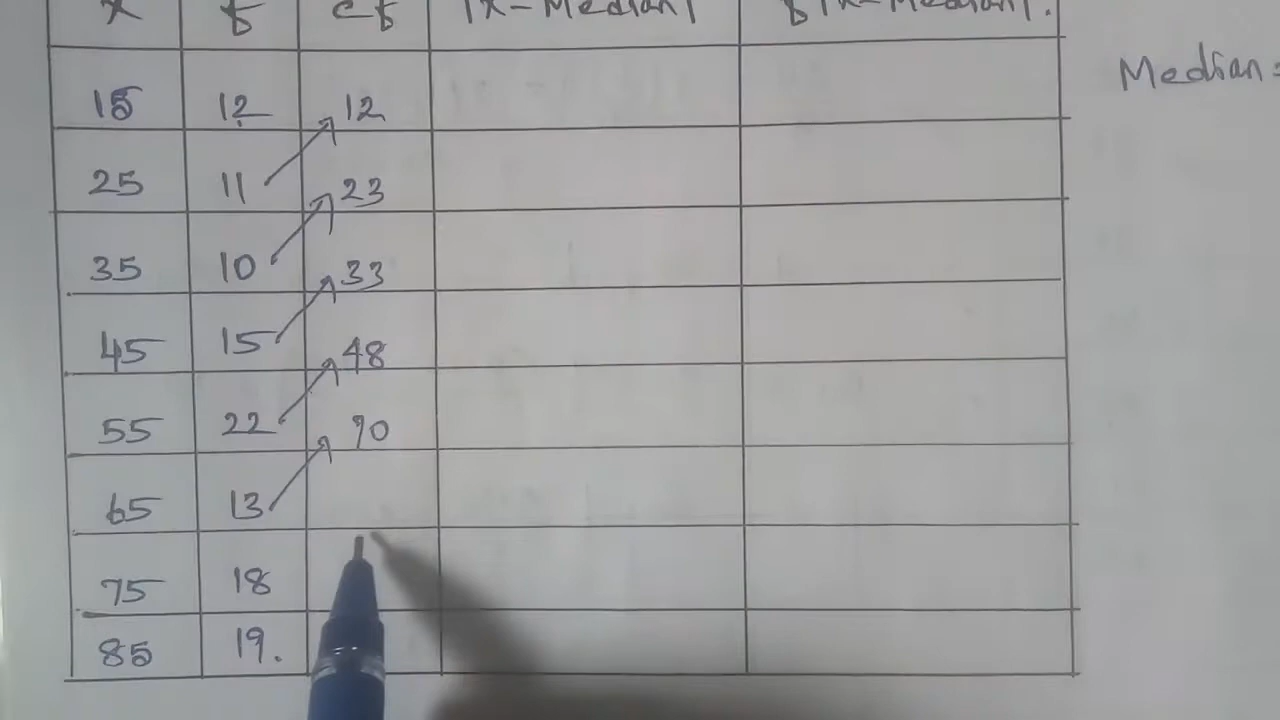 x f cf |x-Median| f|x-Median|.
Median=
15 12 12
25 11 23
35 10 33
45 15 48
55 22 70
65 13
75 18
85 19.